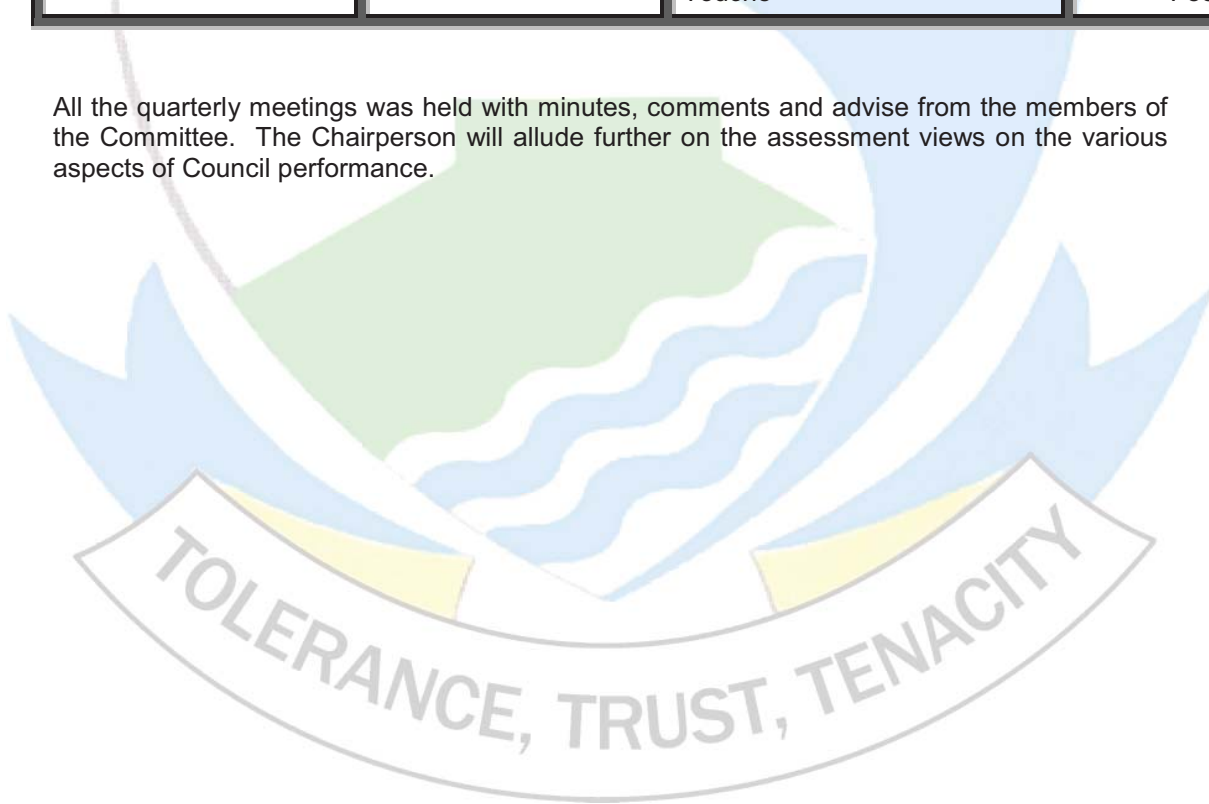 All the quarterly meetings was held with minutes, comments and advise from the members of
the Committee. The Chairperson will allude further on the assessment views on the various
aspects of Council performance.
TOLERANCE, TRUST, TENACITY